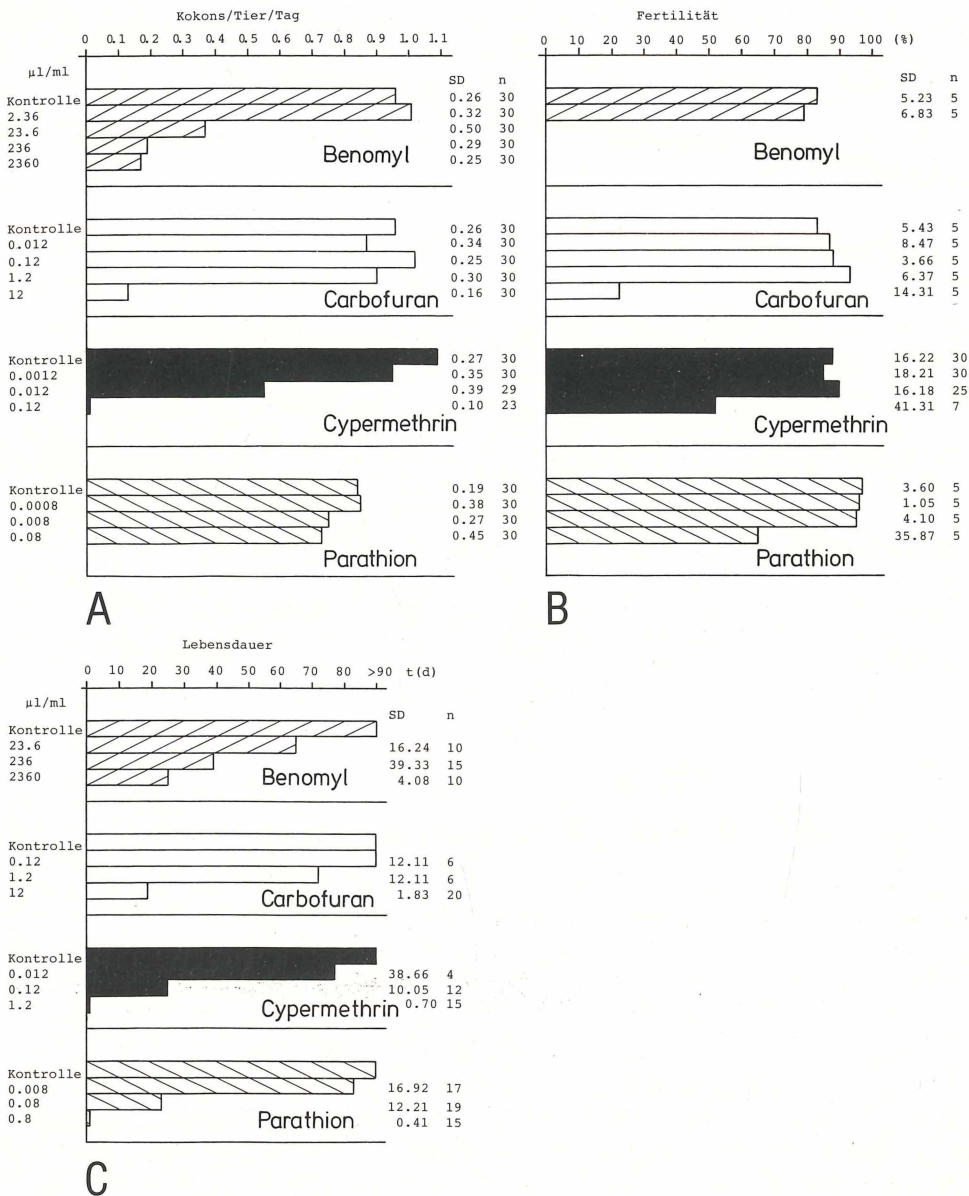 Kokons/Tier/Tag
0 0.1 0.2 0.3 0.4 0.5 0.6 0.7 0.8 0.9 1.0 1.1
µl/ml
SD n
Kontrolle 0.26 30
2.36 0.32 30
23.6 0.50 30
236 0.29 30
2360 0.25 30
Benomyl
Kontrolle 0.26 30
0.012 0.34 30
0.12 0.25 30
1.2 0.30 30
12 0.16 30
Carbofuran
Kontrolle 0.27 30
0.0012 0.35 30
0.012 0.39 29
0.12 0.10 23
Cypermethrin
Kontrolle 0.19 30
0.0008 0.38 30
0.008 0.27 30
0.08 0.45 30
Parathion
A
Fertilität
0 10 20 30 40 50 60 70 80 90 100 (%)
SD n
5.23 5
6.83 5
Benomyl
5.43 5
8.47 5
3.66 5
6.37 5
14.31 5
Carbofuran
16.22 30
18.21 30
16.18 25
41.31 7
Cypermethrin
3.60 5
1.05 5
4.10 5
35.87 5
Parathion
B
Lebensdauer
0 10 20 30 40 50 60 70 80 >90 t(d)
µl/ml
SD n
Kontrolle
23.6 16.24 10
236 39.33 15
2360 4.08 10
Benomyl
Kontrolle
0.12 12.11 6
1.2 12.11 6
12 1.83 20
Carbofuran
Kontrolle
0.012 38.66 4
0.12 10.05 12
1.2 0.70 15
Cypermethrin
Kontrolle
0.008 16.92 17
0.08 12.21 19
0.8 0.41 15
Parathion
C